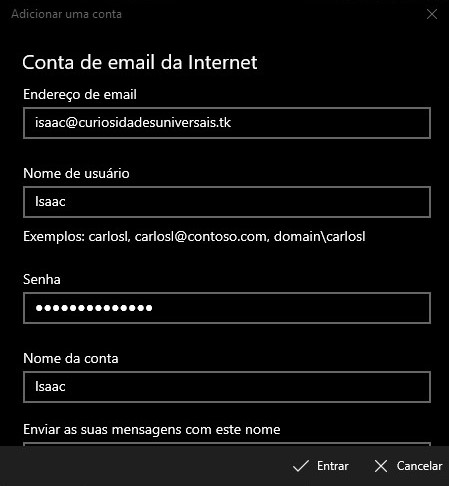 Adicionar uma conta
Conta de email da Internet
Endereço de email
isaac@curiosidadesuniversais.tk
Nome de usuário
Isaac
Exemplos: carlosl, carlosl@contoso.com, domain\carlosl
Senha
●●●●●●●●●●●●●●
Nome da conta
Isaac
Enviar as suas mensagens com este nome
Entrar
Cancelar